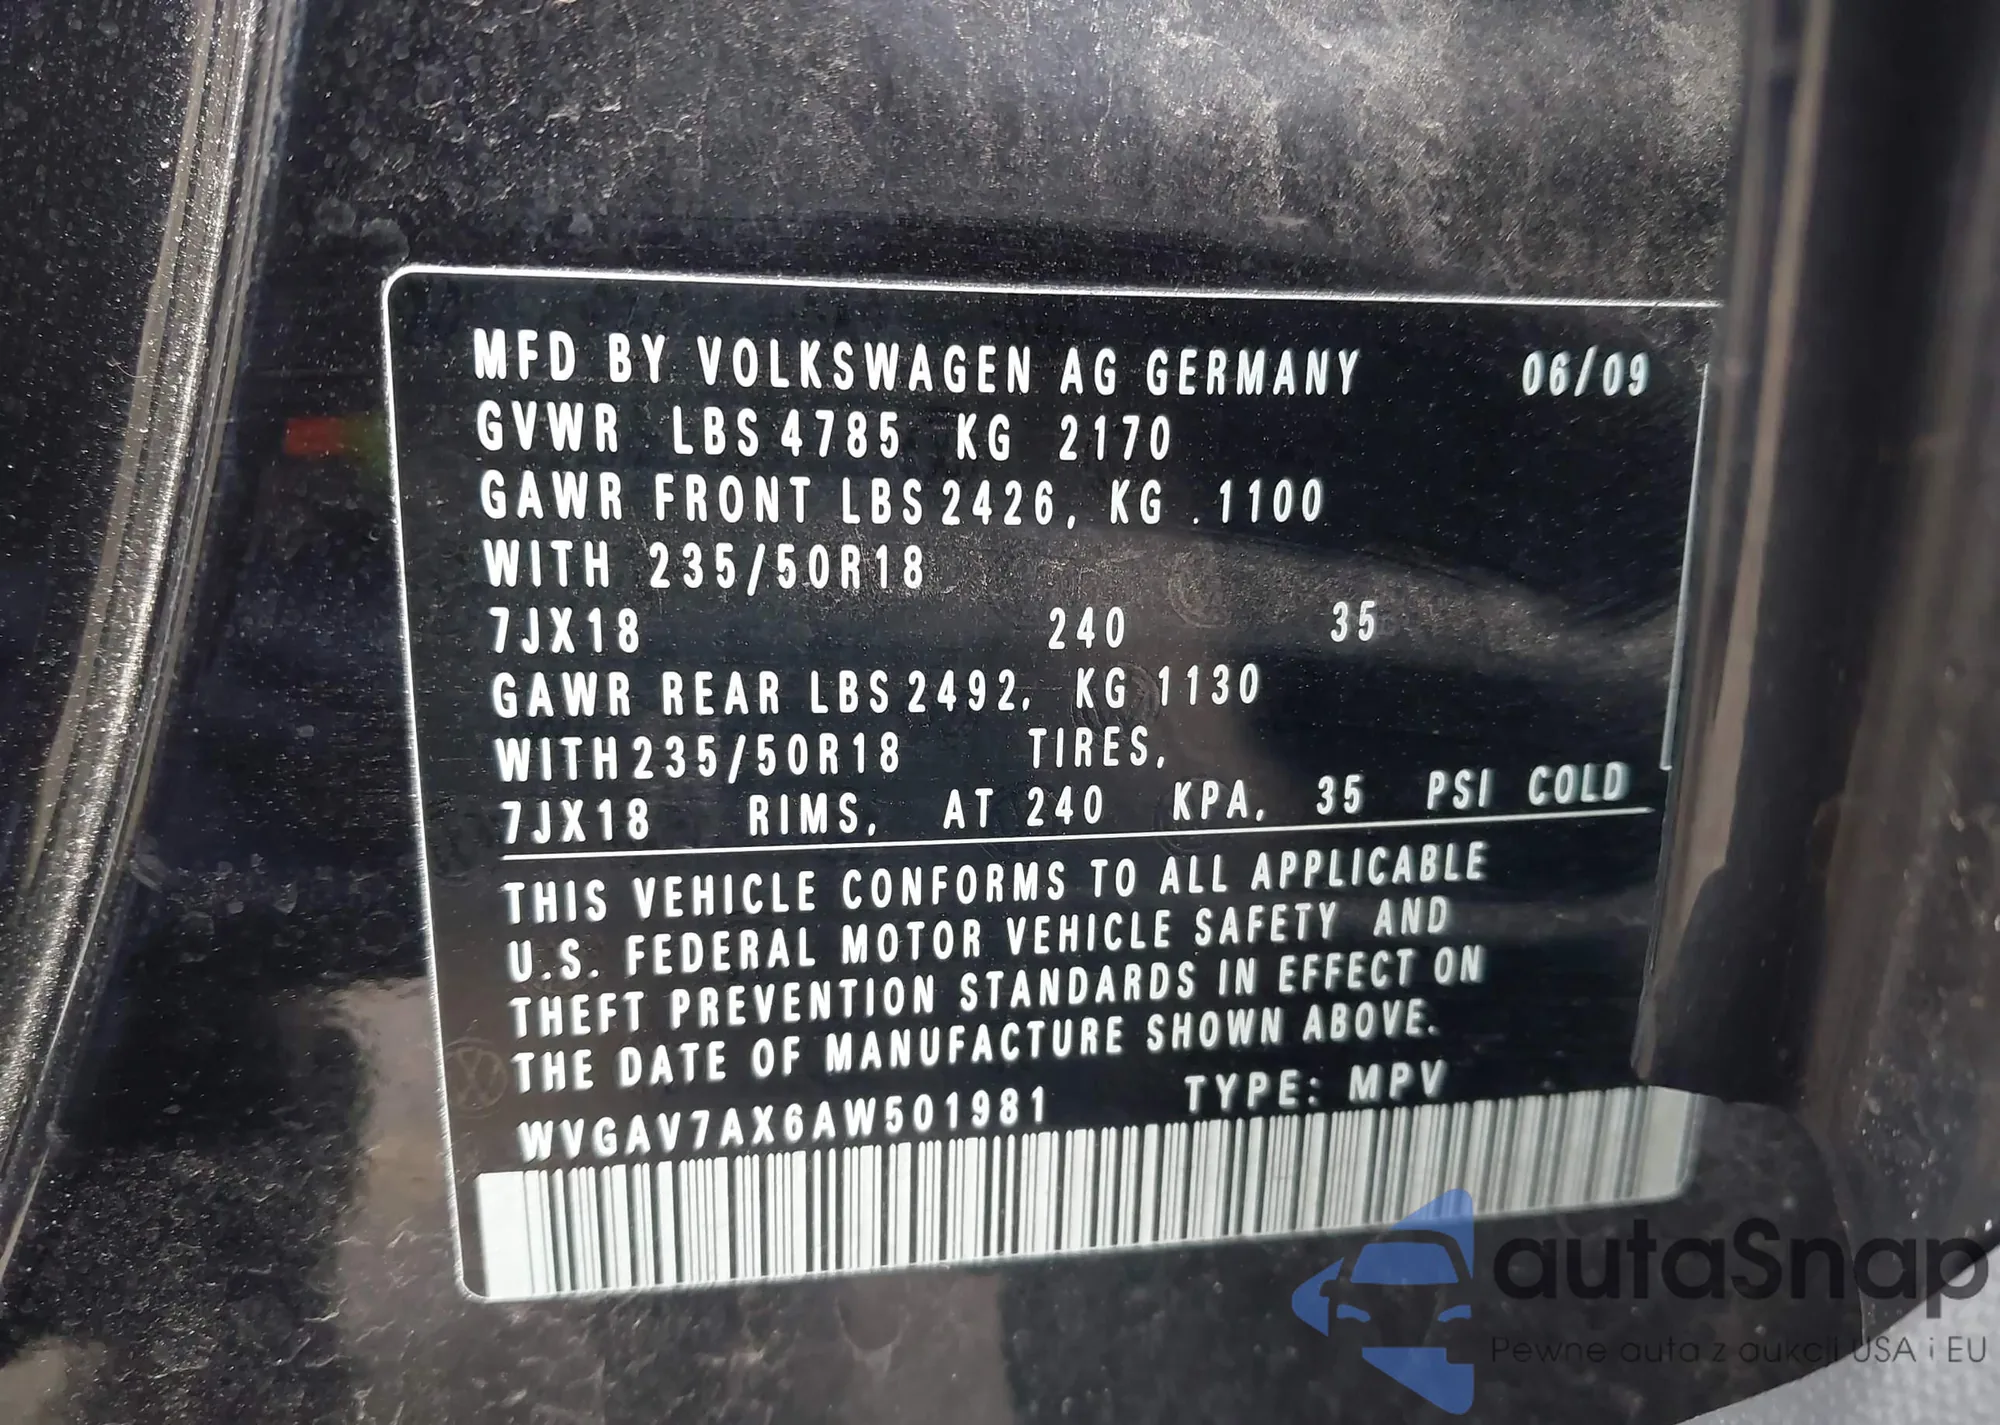 MFD BY VOLKSWAGEN AG GERMANY 06/09
GVWR LBS 4785 KG 2170
GAWR FRONT LBS 2426, KG .1100
WITH 235/50R18
7JX18 240 35
GAWR REAR LBS 2492, KG 1130
WITH 235/50R18 TIRES,
7JX18 RIMS, AT 240 KPA, 35 PSI COLD
THIS VEHICLE CONFORMS TO ALL APPLICABLE
U.S. FEDERAL MOTOR VEHICLE SAFETY AND
THEFT PREVENTION STANDARDS IN EFFECT ON
THE DATE OF MANUFACTURE SHOWN ABOVE.
WVGAV7AX6AW501981 TYPE: MPV
autaSnap
Pewne auta z aukcji USA i EU